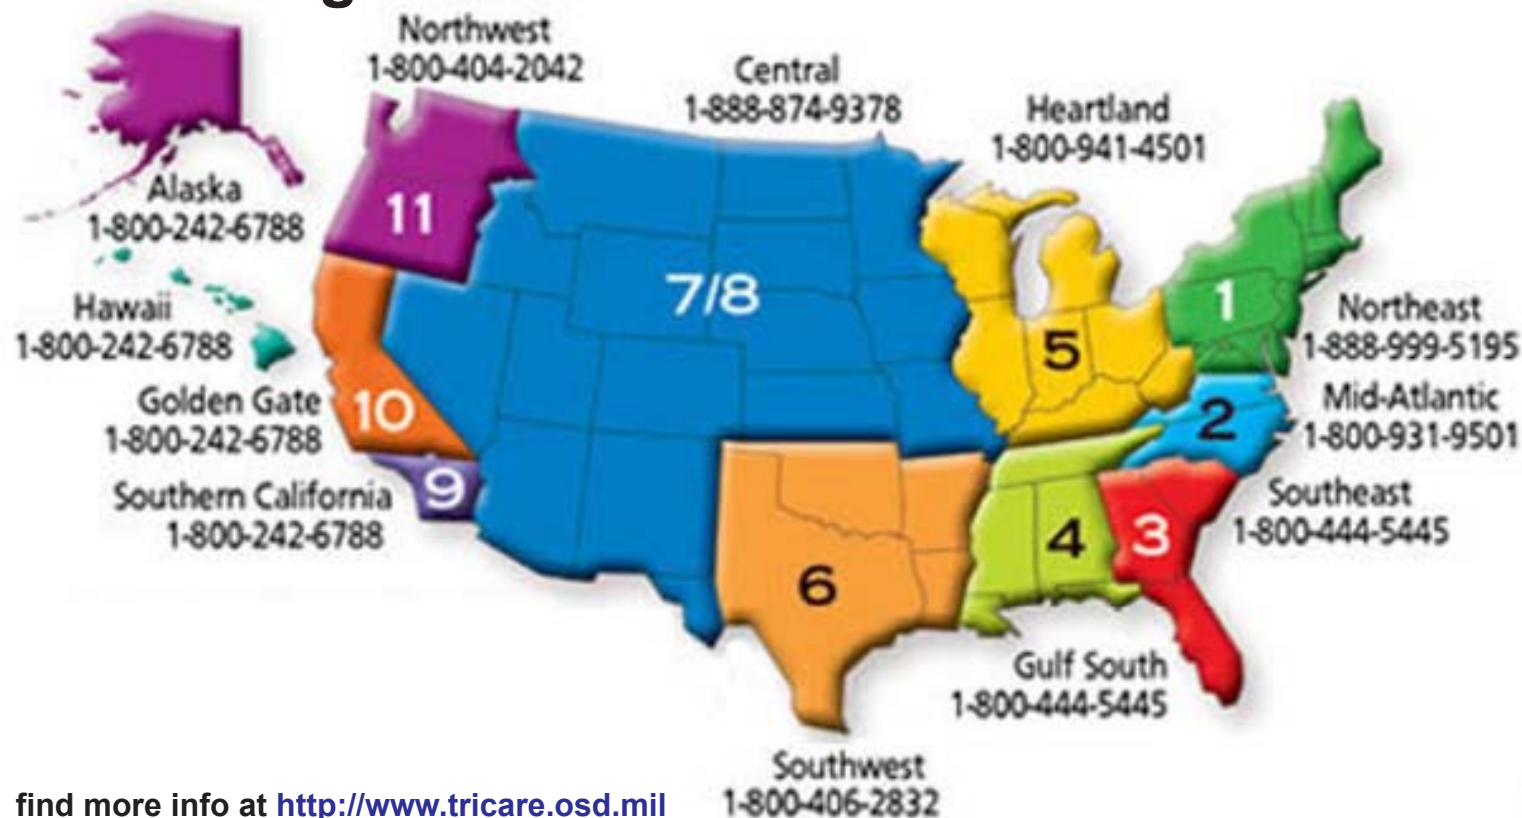 Northwest
1-800-404-2042
Central
1-888-874-9378
Heartland
1-800-941-4501
Alaska
1-800-242-6788
11
7/8
Hawaii
1-800-242-6788
5
1
Northeast
1-888-999-5195
Golden Gate
1-800-242-6788
10
2
Mid-Atlantic
1-800-931-9501
Southern California
1-800-242-6788
9
6
4
3
Southeast
1-800-444-5445
Gulf South
1-800-444-5445
Southwest
1-800-406-2832
find more info at http://www.tricare.osd.mil